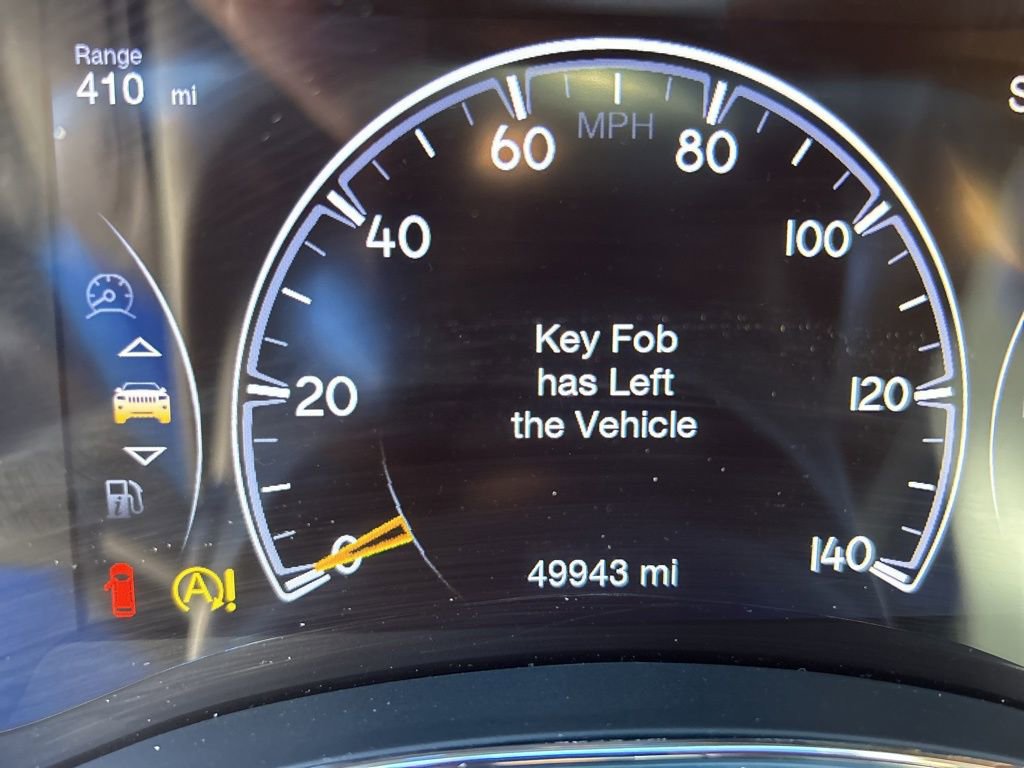 Range
410 mi
MPH
60
80
40
100
Key Fob
has Left
the Vehicle
20
120
0
49943 mi
140
A!